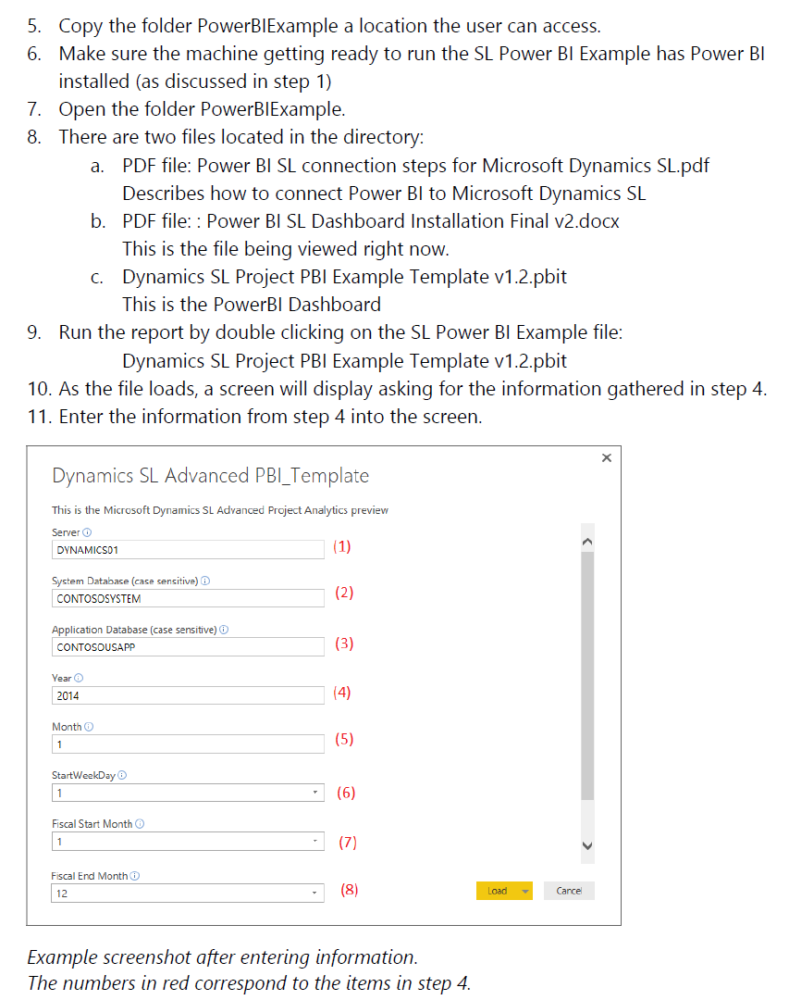 5. Copy the folder PowerBIExample a location the user can access.
6. Make sure the machine getting ready to run the SL Power BI Example has Power BI
installed (as discussed in step 1)
7. Open the folder PowerBIExample.
8. There are two files located in the directory:
a. PDF file: Power BI SL connection steps for Microsoft Dynamics SL.pdf
Describes how to connect Power BI to Microsoft Dynamics SL
b. PDF file: : Power BI SL Dashboard Installation Final v2.docx
This is the file being viewed right now.
c. Dynamics SL Project PBI Example Template v1.2.pbit
This is the PowerBI Dashboard
9. Run the report by double clicking on the SL Power BI Example file:
Dynamics SL Project PBI Example Template v1.2.pbit
10. As the file loads, a screen will display asking for the information gathered in step 4.
11. Enter the information from step 4 into the screen.
Dynamics SL Advanced PBI_Template
This is the Microsoft Dynamics SL Advanced Project Analytics preview
Server
DYNAMICS01 (1)
System Database (case sensitive)
CONTOSOSYSTEM (2)
Application Database (case sensitive)
CONTOSOUSAPP (3)
Year
2014 (4)
Month
1 (5)
StartWeekDay
1 (6)
Fiscal Start Month
1 (7)
Fiscal End Month
12 (8)
Load Cancel
Example screenshot after entering information.
The numbers in red correspond to the items in step 4.